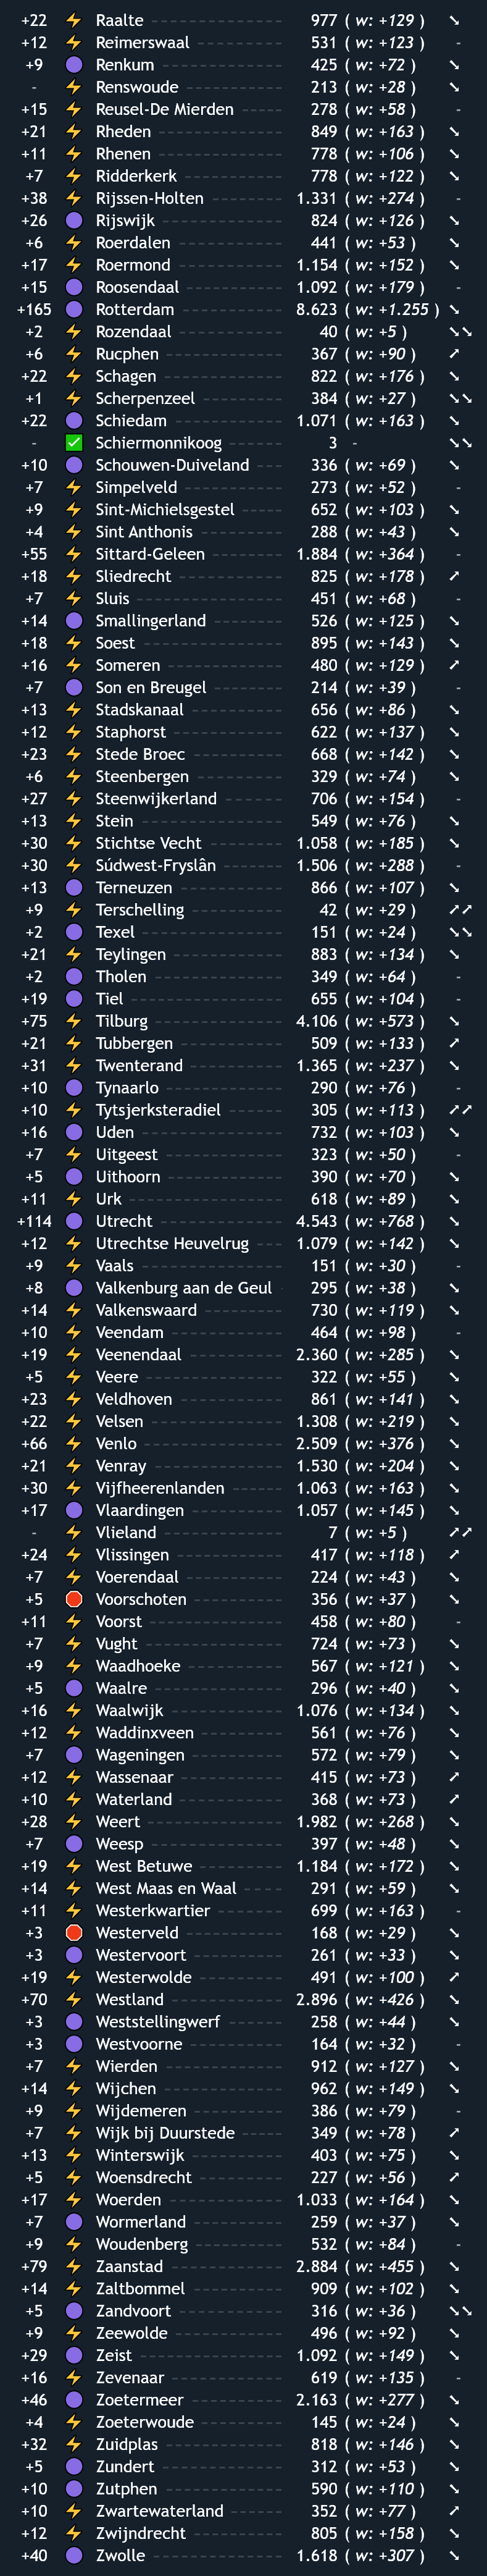 +22 ⚡ Raalte 977 ( w: +129 ) ➘
+12 ⚡ Reimerswaal 531 ( w: +123 ) -
+9 🟣 Renkum 425 ( w: +72 ) ➘
- ⚡ Renswoude 213 ( w: +28 ) ➘
+15 ⚡ Reusel-De Mierden 278 ( w: +58 ) -
+21 ⚡ Rheden 849 ( w: +163 ) ➘
+11 ⚡ Rhenen 778 ( w: +106 ) ➘
+7 ⚡ Ridderkerk 778 ( w: +122 ) ➘
+38 ⚡ Rijssen-Holten 1.331 ( w: +274 ) -
+26 🟣 Rijswijk 824 ( w: +126 ) ➘
+6 ⚡ Roerdalen 441 ( w: +53 ) ➘
+17 ⚡ Roermond 1.154 ( w: +152 ) ➘
+15 🟣 Roosendaal 1.092 ( w: +179 ) -
+165 🟣 Rotterdam 8.623 ( w: +1.255 ) ➘
+2 ⚡ Rozendaal 40 ( w: +5 ) ➘➘
+6 ⚡ Rucphen 367 ( w: +90 ) ➚
+22 ⚡ Schagen 822 ( w: +176 ) ➘
+1 ⚡ Scherpenzeel 384 ( w: +27 ) ➘➘
+22 🟣 Schiedam 1.071 ( w: +163 ) ➘
- ✅ Schiermonnikoog 3 - ➘➘
+10 🟣 Schouwen-Duiveland 336 ( w: +69 ) ➘
+7 ⚡ Simpelveld 273 ( w: +52 ) -
+9 ⚡ Sint-Michielsgestel 652 ( w: +103 ) ➘
+4 ⚡ Sint Anthonis 288 ( w: +43 ) ➘
+55 ⚡ Sittard-Geleen 1.884 ( w: +364 ) -
+18 ⚡ Sliedrecht 825 ( w: +178 ) ➚
+7 ⚡ Sluis 451 ( w: +68 ) -
+14 🟣 Smallingerland 526 ( w: +125 ) ➘
+18 ⚡ Soest 895 ( w: +143 ) ➘
+16 ⚡ Someren 480 ( w: +129 ) ➚
+7 🟣 Son en Breugel 214 ( w: +39 ) -
+13 ⚡ Stadskanaal 656 ( w: +86 ) ➘
+12 ⚡ Staphorst 622 ( w: +137 ) ➘
+23 ⚡ Stede Broec 668 ( w: +142 ) ➘
+6 ⚡ Steenbergen 329 ( w: +74 ) ➘
+27 ⚡ Steenwijkerland 706 ( w: +154 ) -
+13 ⚡ Stein 549 ( w: +76 ) ➘
+30 ⚡ Stichtse Vecht 1.058 ( w: +185 ) ➘
+30 ⚡ Súdwest-Fryslân 1.506 ( w: +288 ) -
+13 🟣 Terneuzen 866 ( w: +107 ) ➘
+9 ⚡ Terschelling 42 ( w: +29 ) ➚➚
+2 🟣 Texel 151 ( w: +24 ) ➘➘
+21 ⚡ Teylingen 883 ( w: +134 ) ➘
+2 🟣 Tholen 349 ( w: +64 ) -
+19 🟣 Tiel 655 ( w: +104 ) -
+75 ⚡ Tilburg 4.106 ( w: +573 ) ➘
+21 ⚡ Tubbergen 509 ( w: +133 ) ➚
+31 ⚡ Twenterand 1.365 ( w: +237 ) ➘
+10 🟣 Tynaarlo 290 ( w: +76 ) -
+10 ⚡ Tytsjerksteradiel 305 ( w: +113 ) ➚➚
+16 🟣 Uden 732 ( w: +103 ) ➘
+7 ⚡ Uitgeest 323 ( w: +50 ) -
+5 🟣 Uithoorn 390 ( w: +70 ) ➘
+11 ⚡ Urk 618 ( w: +89 ) ➘
+114 🟣 Utrecht 4.543 ( w: +768 ) ➘
+12 ⚡ Utrechtse Heuvelrug 1.079 ( w: +142 ) ➘
+9 ⚡ Vaals 151 ( w: +30 ) -
+8 🟣 Valkenburg aan de Geul 295 ( w: +38 ) ➘
+14 ⚡ Valkenswaard 730 ( w: +119 ) ➘
+10 ⚡ Veendam 464 ( w: +98 ) -
+19 ⚡ Veenendaal 2.360 ( w: +285 ) ➘
+5 ⚡ Veere 322 ( w: +55 ) ➘
+23 ⚡ Veldhoven 861 ( w: +141 ) ➘
+22 ⚡ Velsen 1.308 ( w: +219 ) ➘
+66 ⚡ Venlo 2.509 ( w: +376 ) ➘
+21 ⚡ Venray 1.530 ( w: +204 ) ➘
+30 ⚡ Vijfheerenlanden 1.063 ( w: +163 ) ➘
+17 🟣 Vlaardingen 1.057 ( w: +145 ) ➘
- ⚡ Vlieland 7 ( w: +5 ) ➚➚
+24 ⚡ Vlissingen 417 ( w: +118 ) ➚
+7 ⚡ Voerendaal 224 ( w: +43 ) ➘
+5 🛑 Voorschoten 356 ( w: +37 ) ➘
+11 ⚡ Voorst 458 ( w: +80 ) -
+7 ⚡ Vught 724 ( w: +73 ) ➘
+9 ⚡ Waadhoeke 567 ( w: +121 ) ➘
+5 🟣 Waalre 296 ( w: +40 ) ➘
+16 ⚡ Waalwijk 1.076 ( w: +134 ) ➘
+12 ⚡ Waddinxveen 561 ( w: +76 ) ➘
+7 🟣 Wageningen 572 ( w: +79 ) ➘
+12 ⚡ Wassenaar 415 ( w: +73 ) ➚
+10 ⚡ Waterland 368 ( w: +73 ) ➚
+28 ⚡ Weert 1.982 ( w: +268 ) ➘
+7 🟣 Weesp 397 ( w: +48 ) ➘
+19 ⚡ West Betuwe 1.184 ( w: +172 ) ➘
+14 ⚡ West Maas en Waal 291 ( w: +59 ) ➘
+11 ⚡ Westerkwartier 699 ( w: +163 ) -
+3 🛑 Westerveld 168 ( w: +29 ) ➘
+3 🟣 Westervoort 261 ( w: +33 ) ➘
+19 ⚡ Westerwolde 491 ( w: +100 ) ➚
+70 ⚡ Westland 2.896 ( w: +426 ) ➘
+3 🟣 Weststellingwerf 258 ( w: +44 ) ➘
+3 🟣 Westvoorne 164 ( w: +32 ) -
+7 ⚡ Wierden 912 ( w: +127 ) ➘
+14 ⚡ Wijchen 962 ( w: +149 ) ➘
+9 ⚡ Wijdemeren 386 ( w: +79 ) -
+7 ⚡ Wijk bij Duurstede 349 ( w: +78 ) ➚
+13 ⚡ Winterswijk 403 ( w: +75 ) ➘
+5 ⚡ Woensdrecht 227 ( w: +56 ) ➚
+17 ⚡ Woerden 1.033 ( w: +164 ) ➘
+7 🟣 Wormerland 259 ( w: +37 ) ➘
+9 ⚡ Woudenberg 532 ( w: +84 ) -
+79 ⚡ Zaanstad 2.884 ( w: +455 ) ➘
+14 ⚡ Zaltbommel 909 ( w: +102 ) ➘
+5 🟣 Zandvoort 316 ( w: +36 ) ➘➘
+9 ⚡ Zeewolde 496 ( w: +92 ) ➘
+29 🟣 Zeist 1.092 ( w: +149 ) ➘
+16 ⚡ Zevenaar 619 ( w: +135 ) -
+46 🟣 Zoetermeer 2.163 ( w: +277 ) ➘
+4 ⚡ Zoeterwoude 145 ( w: +24 ) ➘
+32 ⚡ Zuidplas 818 ( w: +146 ) ➘
+5 🟣 Zundert 312 ( w: +53 ) ➘
+10 🟣 Zutphen 590 ( w: +110 ) ➘
+10 ⚡ Zwartewaterland 352 ( w: +77 ) ➚
+12 ⚡ Zwijndrecht 805 ( w: +158 ) ➘
+40 🟣 Zwolle 1.618 ( w: +307 ) ➘